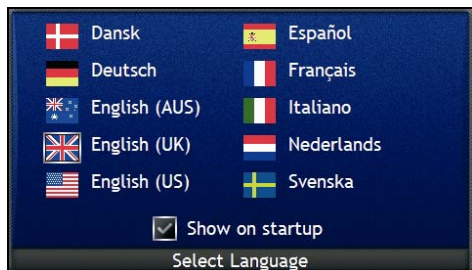 Dansk
Deutsch
English (AUS)
English (UK)
English (US)
Español
Français
Italiano
Nederlands
Svenska
Show on startup
Select Language